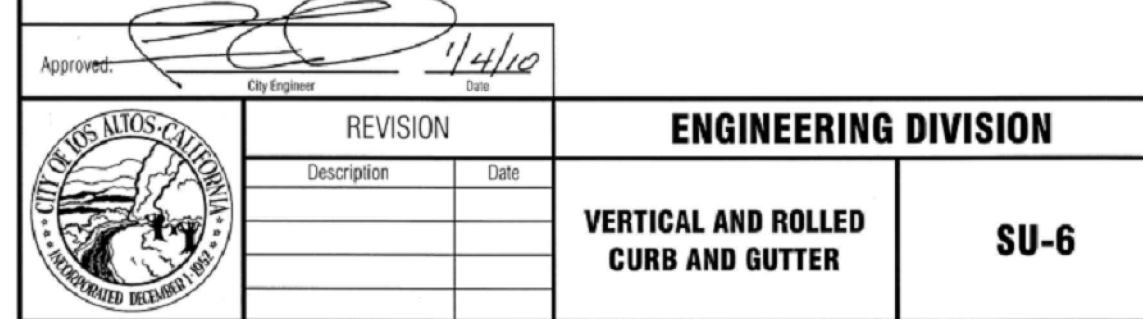 Approved:
1/4/10
City Engineer
Date
CITY OF LOS ALTOS · CALIFORNIA
INCORPORATED DECEMBER 1 · 1952
REVISION
Description
Date
ENGINEERING DIVISION
VERTICAL AND ROLLED
CURB AND GUTTER
SU-6